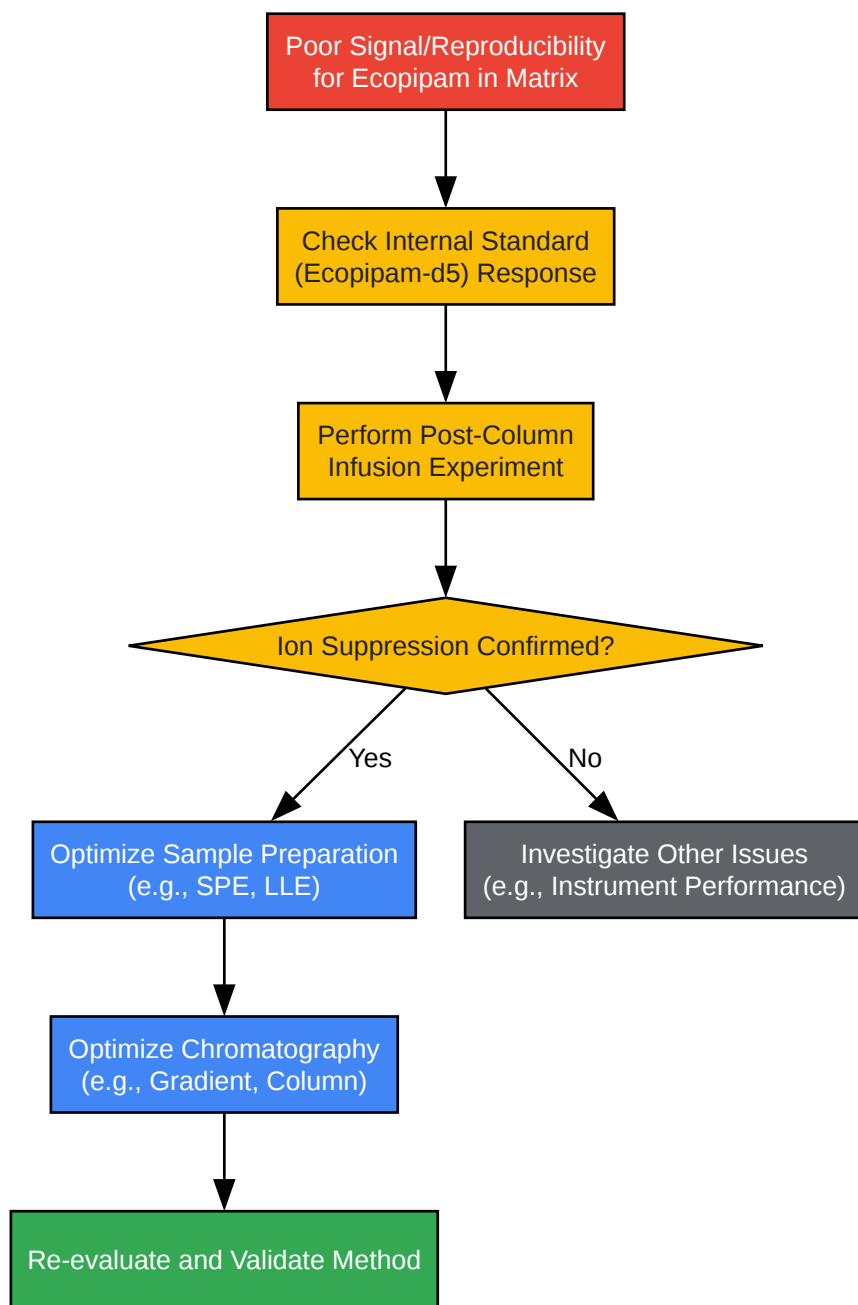 Poor Signal/Reproducibility
for Ecopipam in Matrix
Check Internal Standard
(Ecopipam-d5) Response
Perform Post-Column
Infusion Experiment
Ion Suppression Confirmed?
Yes
No
Optimize Sample Preparation
(e.g., SPE, LLE)
Investigate Other Issues
(e.g., Instrument Performance)
Optimize Chromatography
(e.g., Gradient, Column)
Re-evaluate and Validate Method